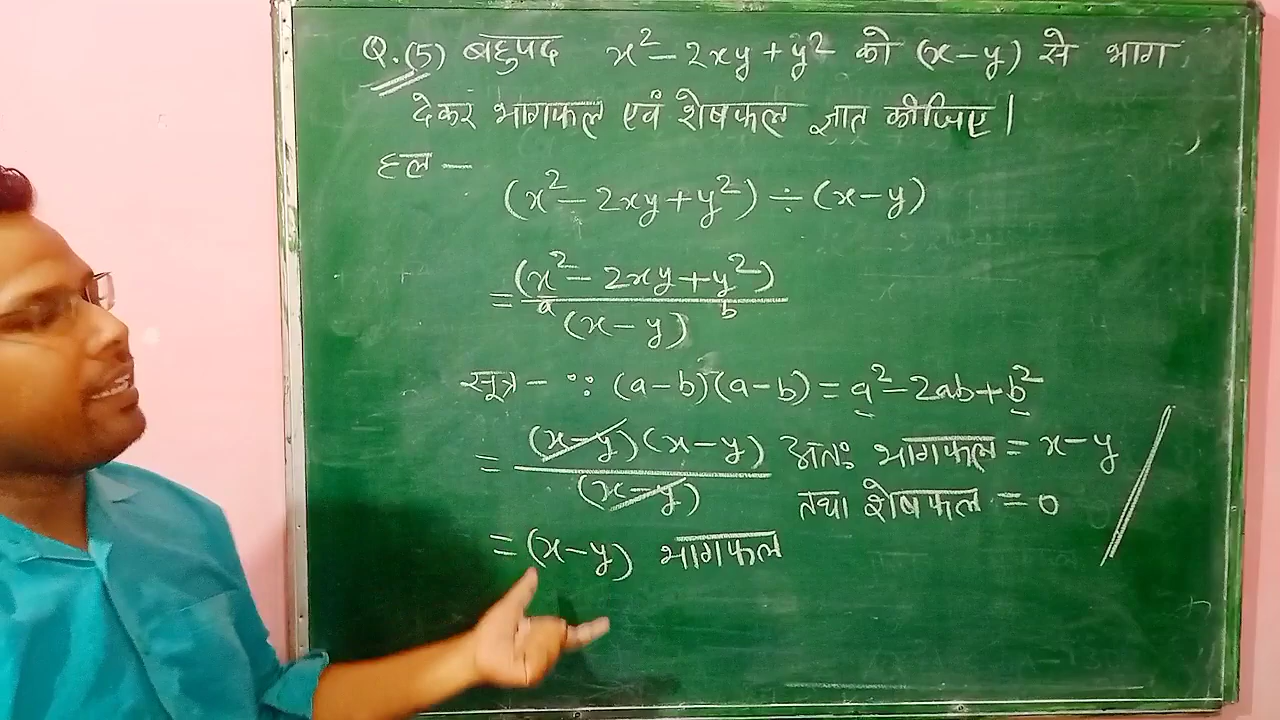 Q.(5) बहुपद x² - 2xy + y² को (x-y) से भाग
देकर भागफल एवं शेषफल ज्ञात कीजिए।
हल -
(x² - 2xy + y²) ÷ (x-y)
= (x² - 2xy + y²)
a b
(x-y)
सूत्र - ∵ (a-b)(a-b) = a² - 2ab + b²
= (x-y)(x-y) अतः भागफल = x-y
(x-y) तथा शेषफल = 0
= (x-y) भागफल